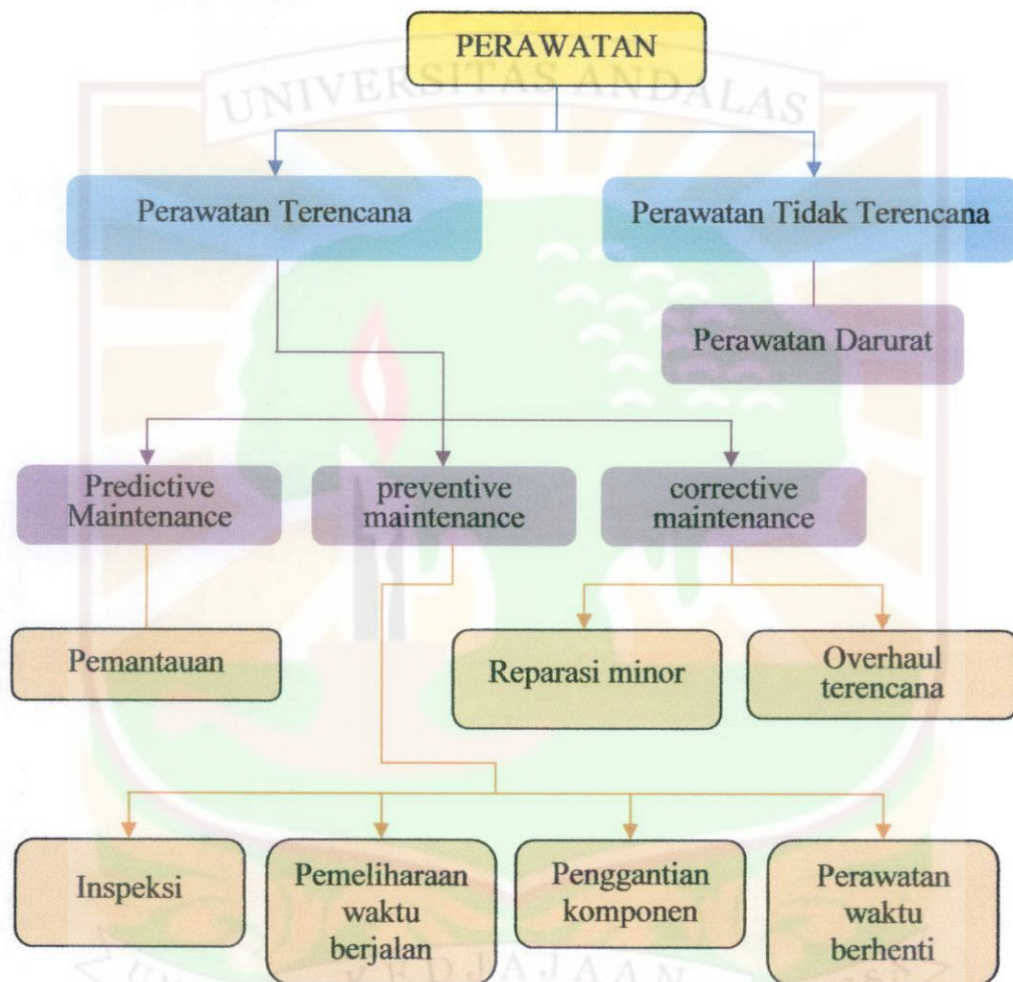 PERAWATAN
UNIVERSITAS ANDALAS
Perawatan Terencana
Perawatan Tidak Terencana
Perawatan Darurat
Predictive
Maintenance
preventive
maintenance
corrective
maintenance
Pemantauan
Reparasi minor
Overhaul
terencana
Inspeksi
Pemeliharaan
waktu
berjalan
Penggantian
komponen
Perawatan
waktu
berhenti
KEDJAJAAN